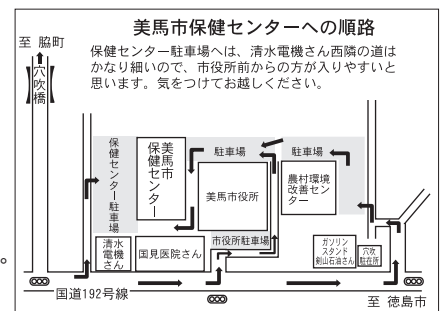 美馬市保健センターへの順路
至 脇町
保健センター駐車場へは、清水電機さん西隣の道は
かなり細いので、市役所前からの方が入りやすいと
思います。気をつけてお越しください。
穴吹橋
保健センター駐車場
美馬市保健センター
駐車場
駐車場
美馬市役所
農村環境
改善セン
ター
市役所駐車場
清水
電機
さん
国見医院さん
ガソリン
スタンド
剣山石油さん
穴吹
駐在所
。
国道192号線
至 徳島市